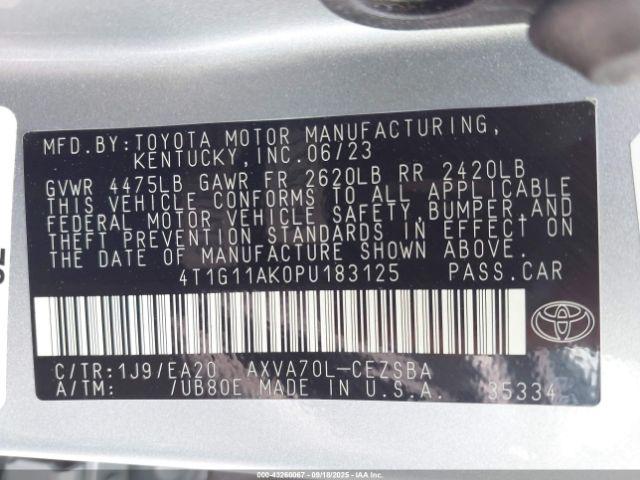 MFD.BY:TOYOTA MOTOR MANUFACTURING,
KENTUCKY,INC.06/23
GVWR 4475LB GAWR FR 2620LB RR 2420LB
THIS VEHICLE CONFORMS TO ALL APPLICABLE
FEDERAL MOTOR VEHICLE SAFETY,BUMPER,AND
THEFT PREVENTION STANDARDS IN EFFECT ON
THE DATE OF MANUFACTURE SHOWN ABOVE.
4T1G11AK0PU183125 PASS.CAR
C/TR:1J9/EA20 AXVA70L-CEZSBA
A/TM: /UB80E MADE IN U.S.A. 35334
000-43260067 | 09/18/2025 | IAAI.COM